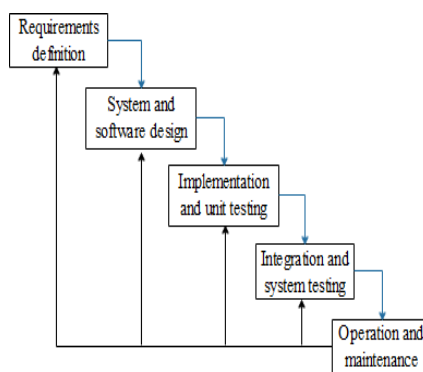 Requirements
definition
System and
software design
Implementation
and unit testing
Integration and
system testing
Operation and
maintenance